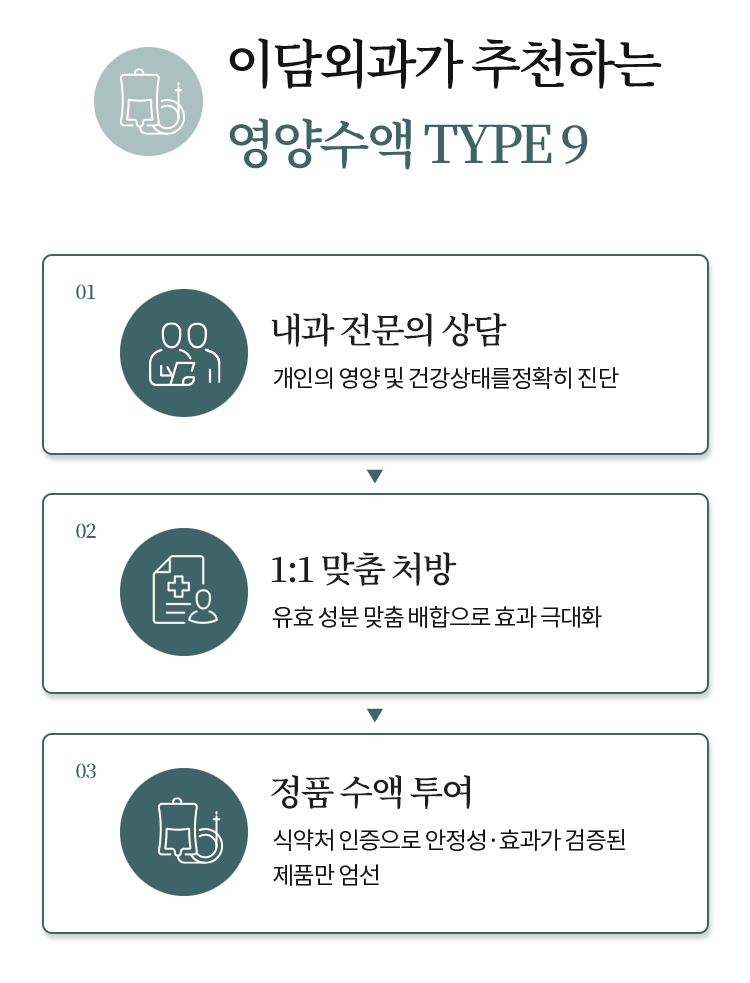 이담외과가 추천하는
영양수액 TYPE 9
01
내과 전문의 상담
개인의 영양 및 건강상태를정확히 진단
▼
02
1:1 맞춤 처방
유효 성분 맞춤 배합으로 효과 극대화
▼
03
정품 수액 투여
식약처 인증으로 안정성·효과가 검증된
제품만 엄선